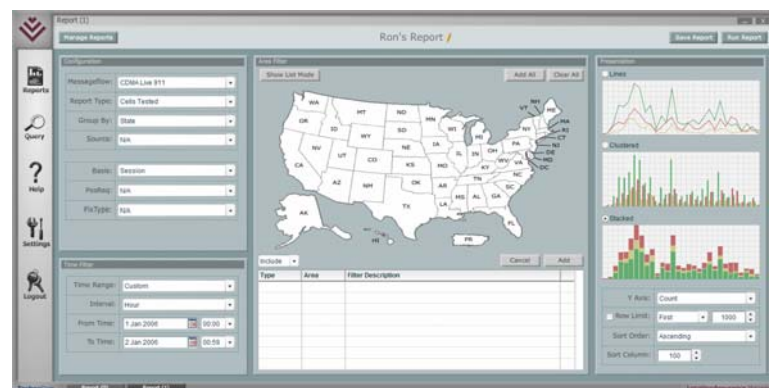 Report (1)
Manage Reports
Ron's Report
Save Report
Run Report
Reports
Query
Help
Settings
Logout
Configuration
Messageflow: CDMA Live 911
Report Type: Cells Tested
Group By: State
Source: N/A
Basis: Session
PosReq: N/A
FixType: N/A
Time Filter
Time Range: Custom
Interval: Hour
From Time: 1 Jan 2006 00:00
To Time: 2 Jan 2006 00:59
Area Filter
Show List Mode
Add All
Clear All
WA
OR
CA
NV
ID
MT
WY
UT
AZ
CO
NM
ND
SD
NE
KS
OK
TX
MN
IA
MO
AR
LA
WI
IL
MS
MI
IN
KY
TN
AL
OH
GA
FL
SC
NC
VA
WV
PA
NY
VT
NH
ME
MA
RI
CT
NJ
DE
MD
DC
AK
HI
PR
Include
Cancel
Add
Type Area Filter Description
Presentation
Lines
Clustered
Stacked
Y Axis: Count
Row Limit: First 1000
Sort Order: Ascending
Sort Column: 100